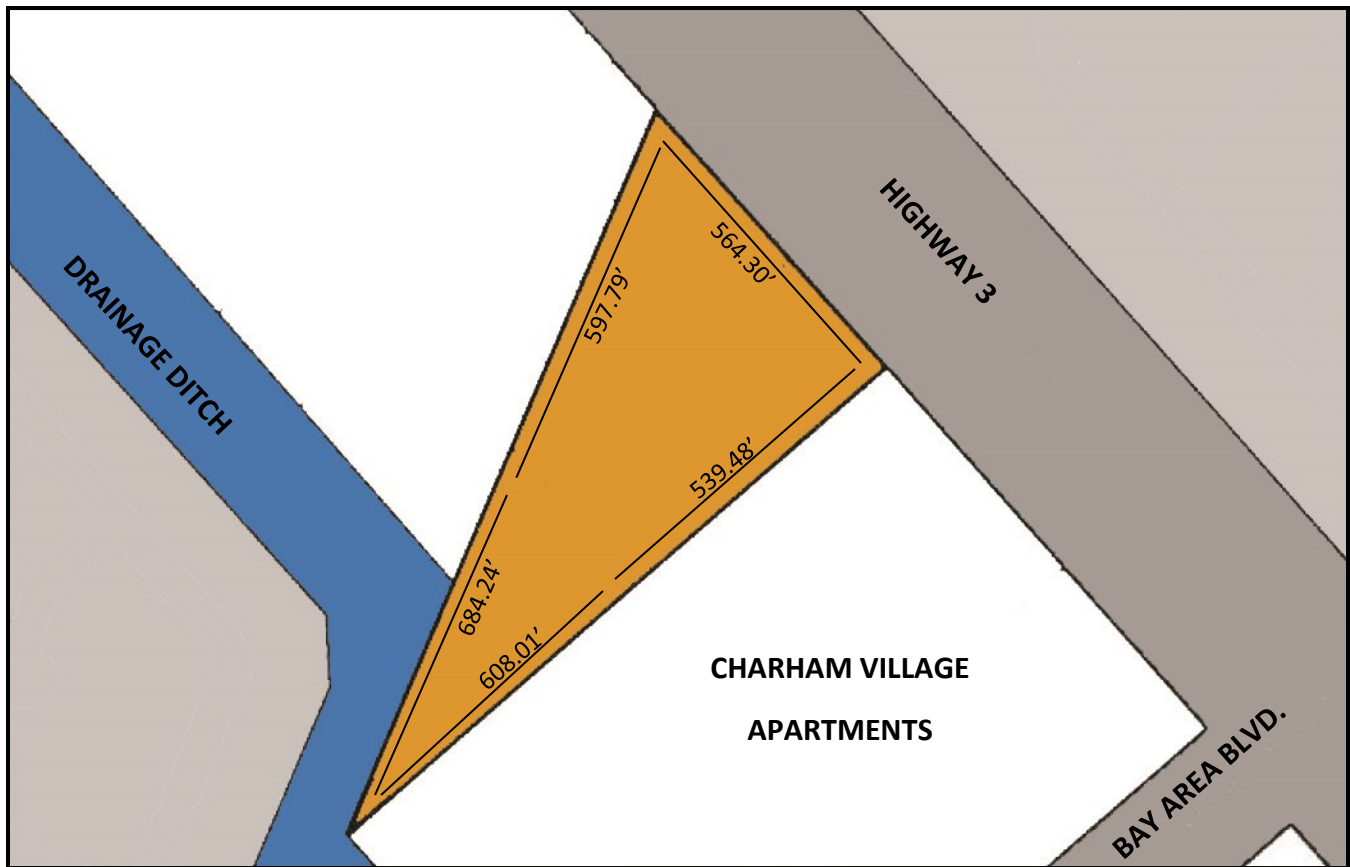 HIGHWAY 3
564.30’
597.79’
DRAINAGE DITCH
539.48’
684.24’
608.01’
CHARHAM VILLAGE
APARTMENTS
BAY AREA BLVD.